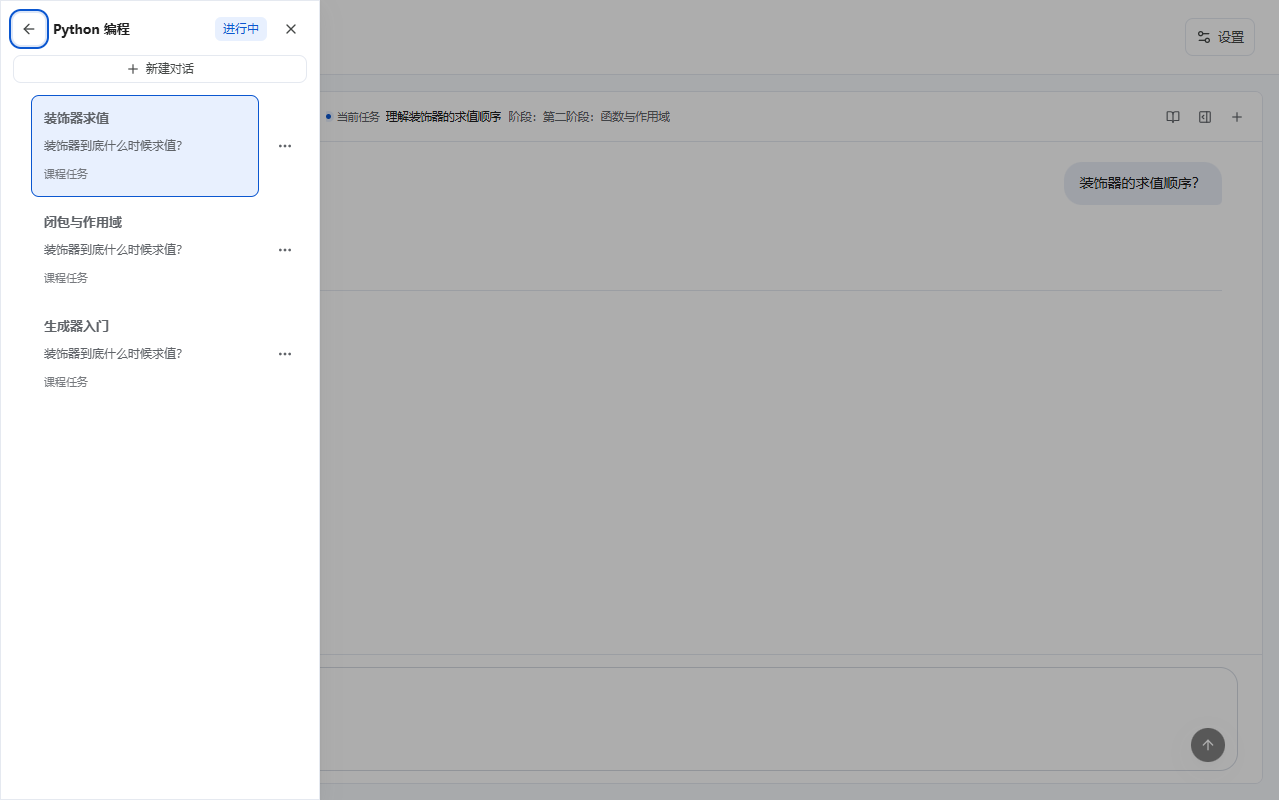 Python 编程
进行中
新建对话
装饰器求值
装饰器到底什么时候求值?
课程任务
闭包与作用域
装饰器到底什么时候求值?
课程任务
生成器入门
装饰器到底什么时候求值?
课程任务
设置
当前任务 理解装饰器的求值顺序 阶段:第二阶段:函数与作用域
装饰器的求值顺序?